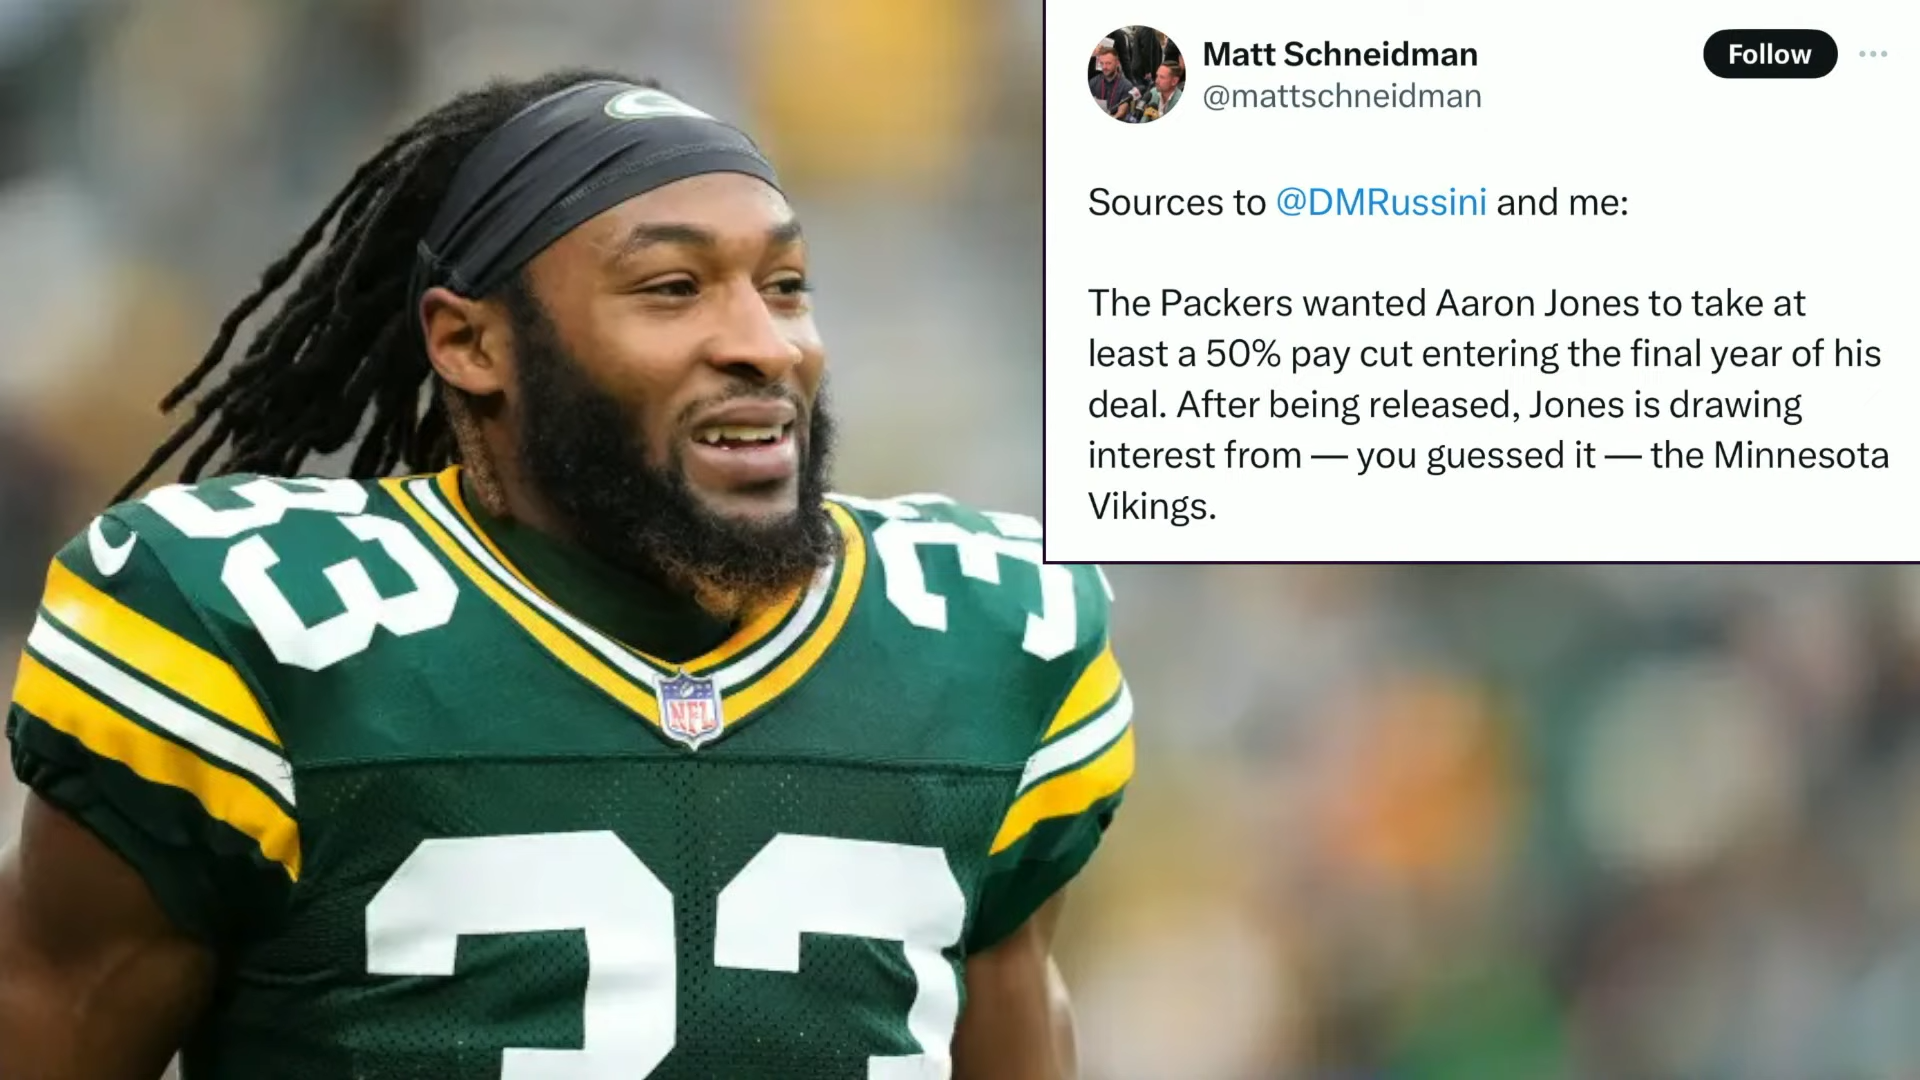 Matt Schneidman
@mattschneidman
Follow
Sources to @DMRussini and me:
The Packers wanted Aaron Jones to take at
least a 50% pay cut entering the final year of his
deal. After being released, Jones is drawing
interest from — you guessed it — the Minnesota
Vikings.
G
33
33
NFL
33